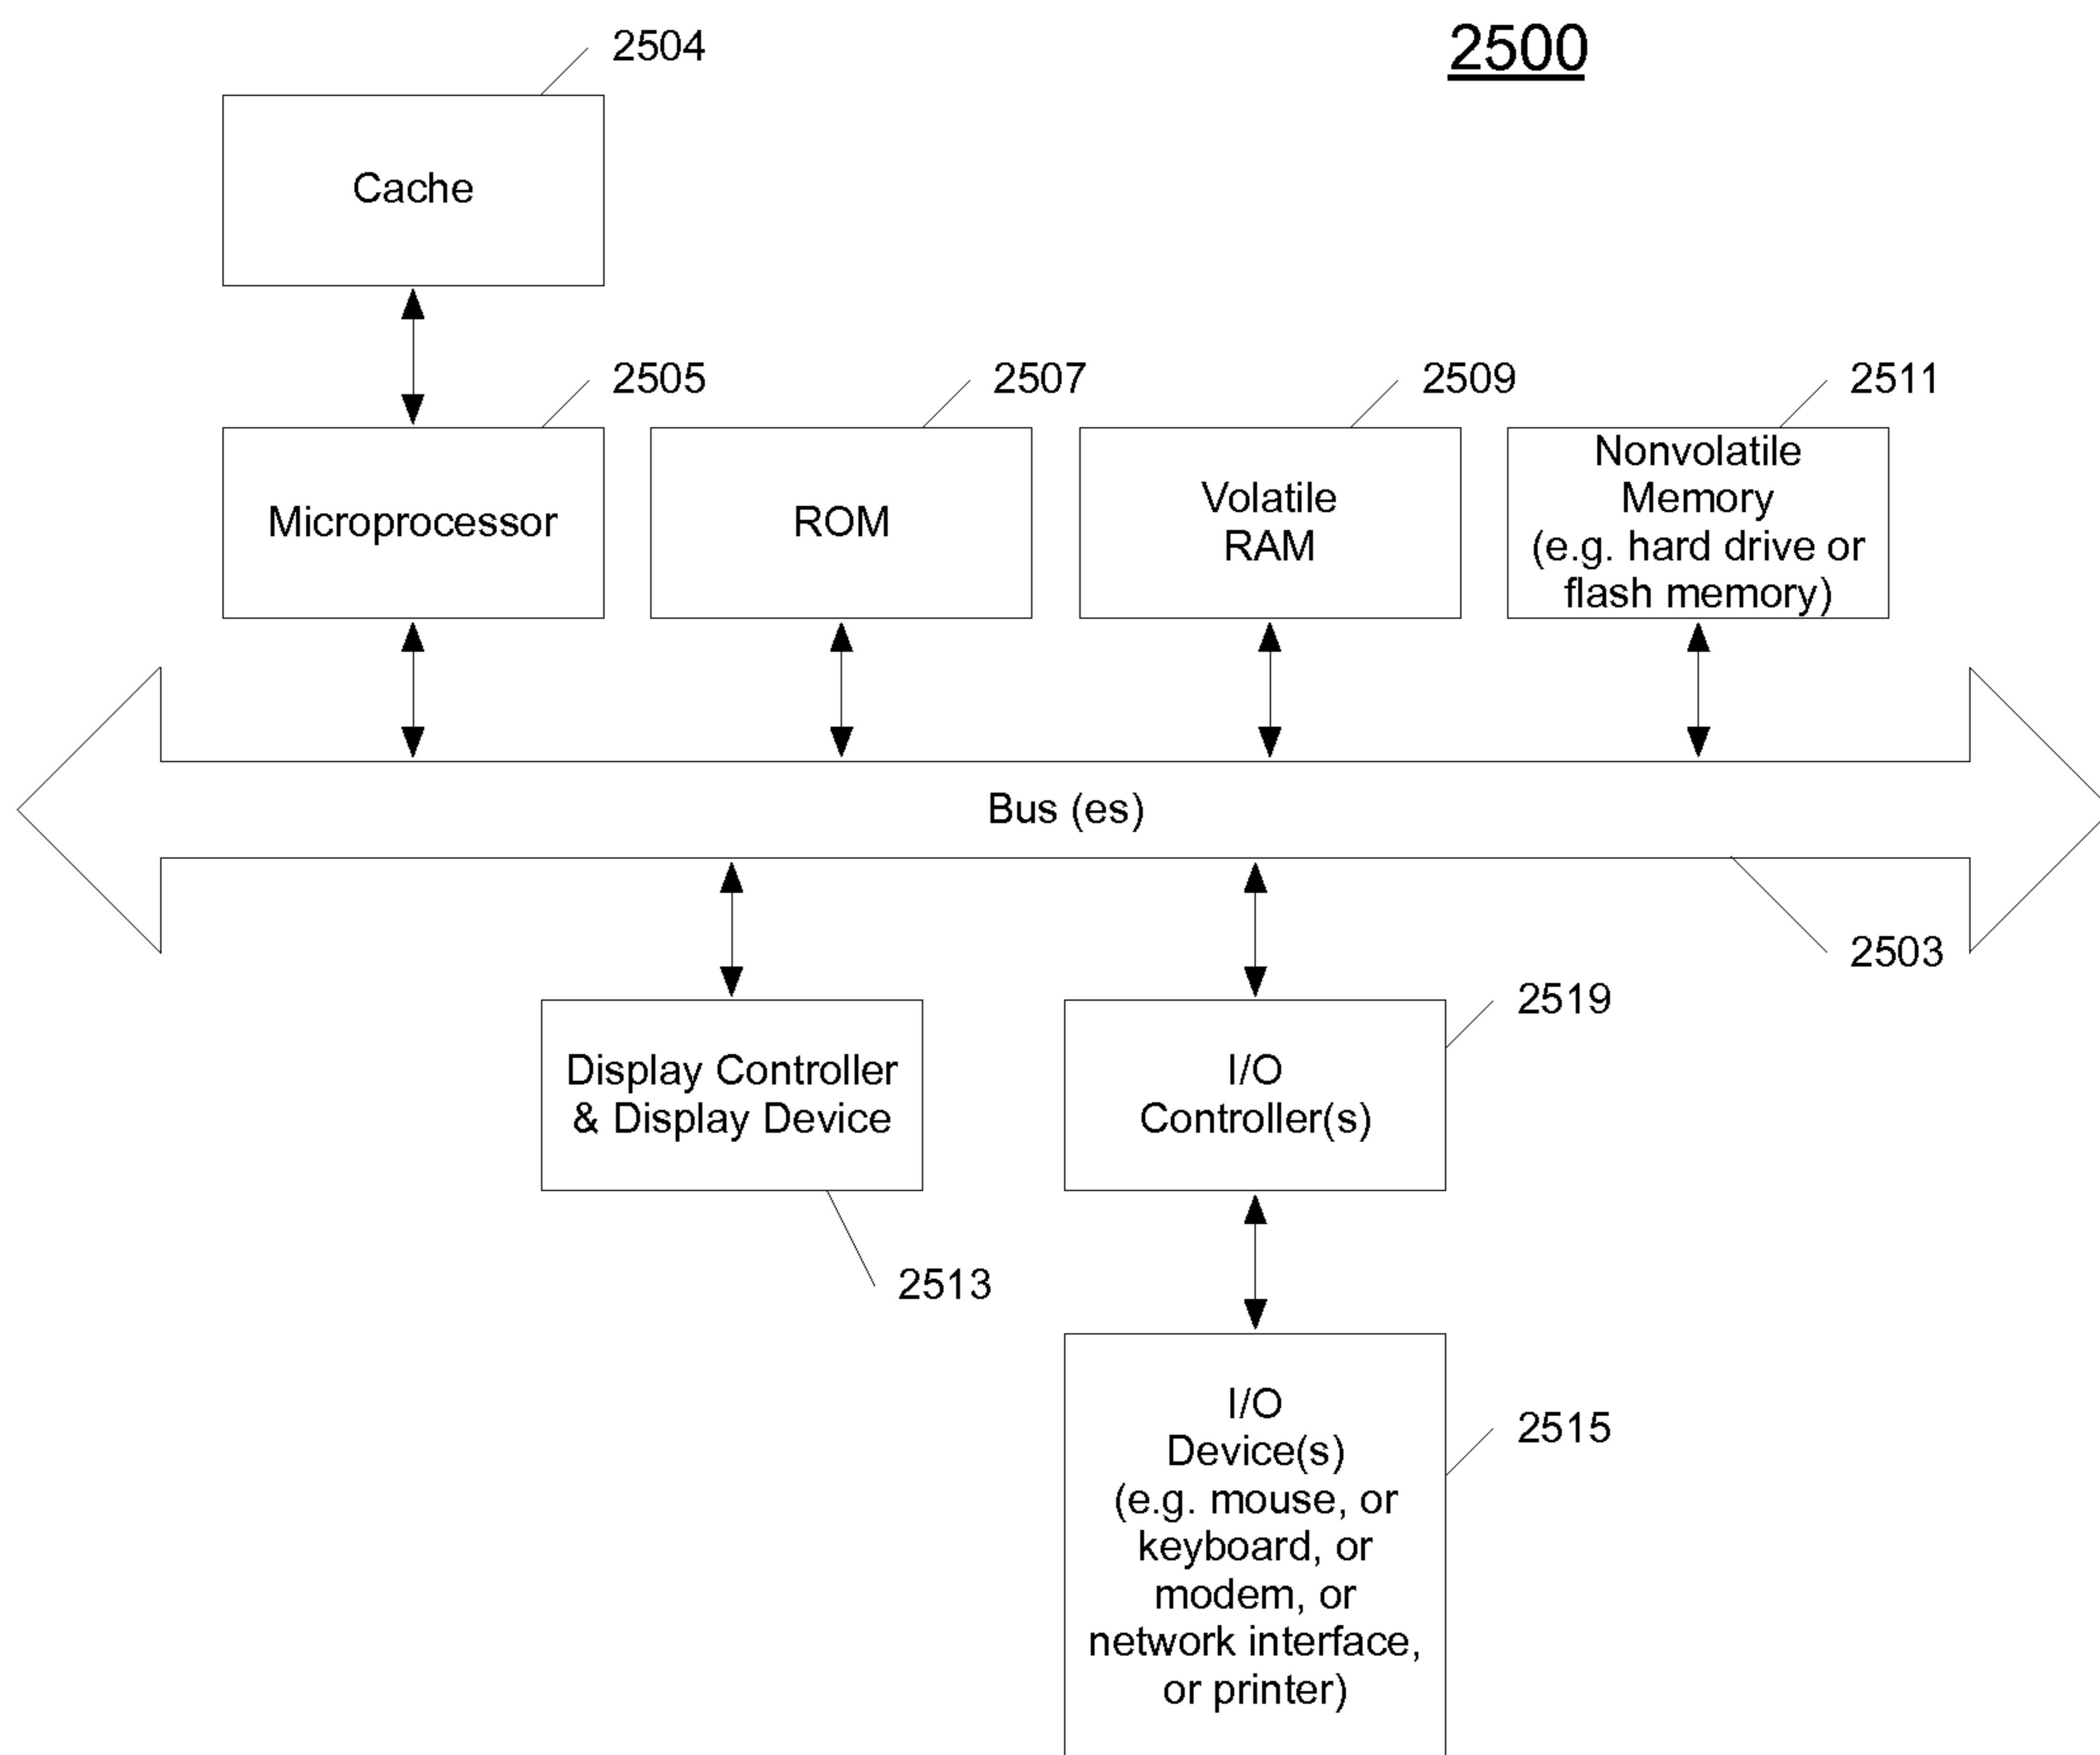 2500
2504
Cache
2505
2507
2509
2511
Microprocessor
ROM
Volatile
RAM
Nonvolatile
Memory
(e.g. hard drive or
flash memory)
Bus (es)
2503
2519
Display Controller
& Display Device
I/O
Controller(s)
2513
I/O
Device(s)
(e.g. mouse, or
keyboard, or
modem, or
network interface,
or printer)
2515